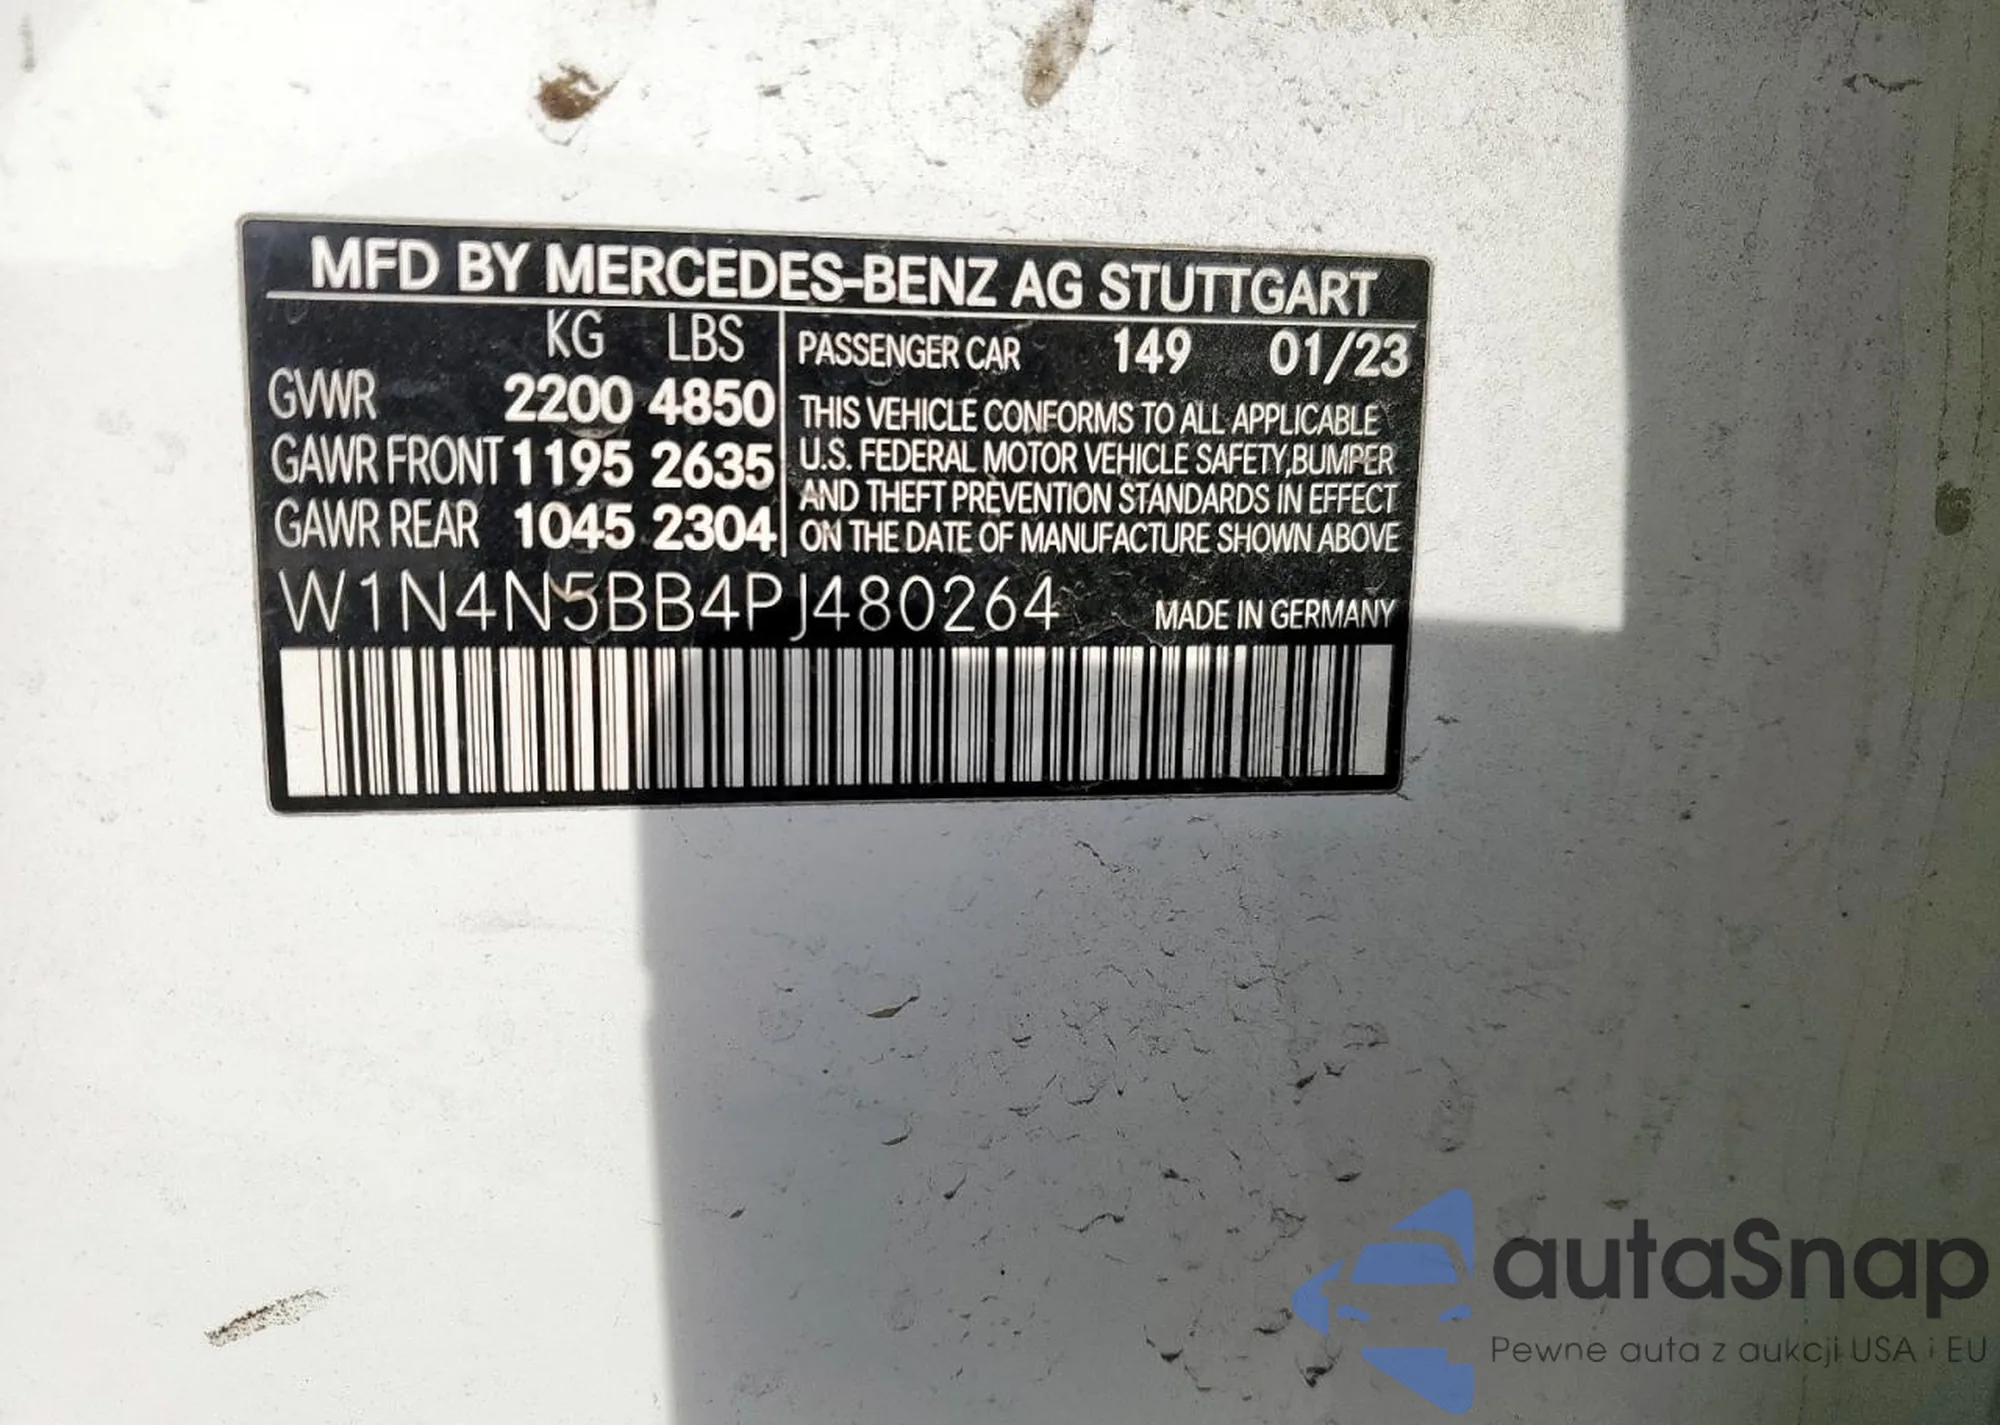 MFD BY MERCEDES-BENZ AG STUTTGART
KG LBS
GVWR 2200 4850
GAWR FRONT 1195 2635
GAWR REAR 1045 2304
PASSENGER CAR 149 01/23
THIS VEHICLE CONFORMS TO ALL APPLICABLE
U.S. FEDERAL MOTOR VEHICLE SAFETY,BUMPER
AND THEFT PREVENTION STANDARDS IN EFFECT
ON THE DATE OF MANUFACTURE SHOWN ABOVE
W1N4N5BB4PJ480264 MADE IN GERMANY
autaSnap
Pewne auta z aukcji USA i EU